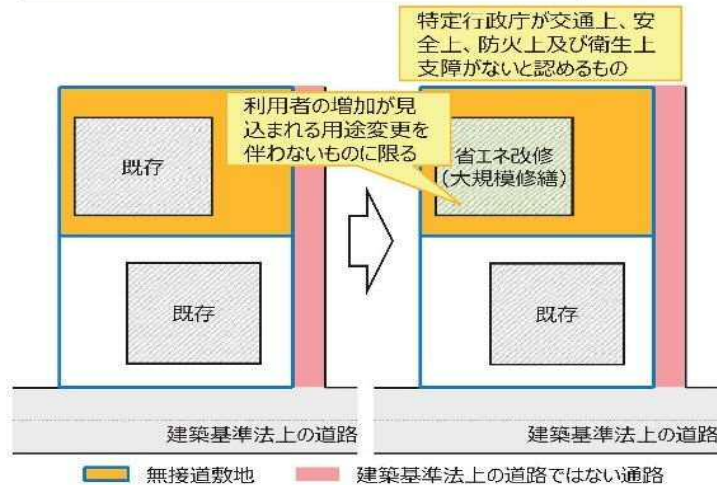 特定行政庁が交通上、安
全上、防火上及び衛生上
支障がないと認めるもの
利用者の増加が見
込まれる用途変更を
伴わないものに限る
既存
省エネ改修
(大規模修繕)
既存
既存
建築基準法上の道路
建築基準法上の道路
無接道敷地
建築基準法上の道路ではない通路